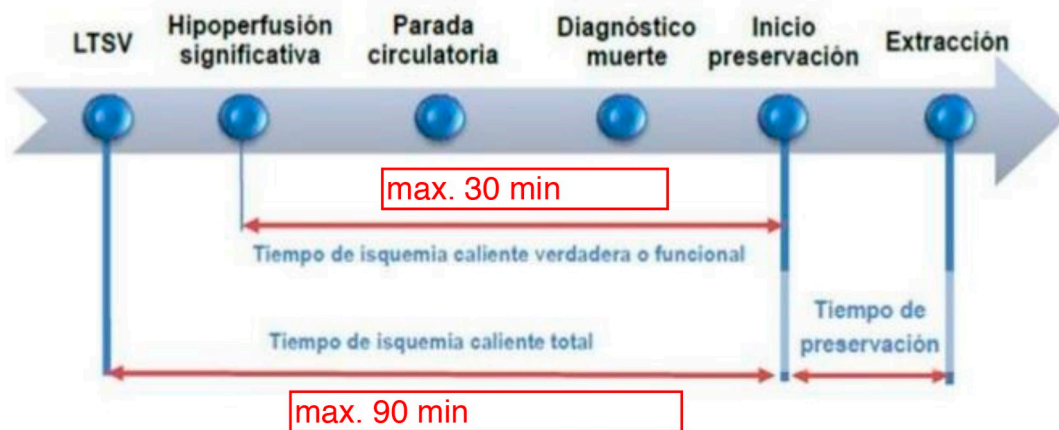 LTSV
Hipoperfusión
significativa
Parada
circulatoria
Diagnóstico
muerte
Inicio
preservación
Extracción
max. 30 min
Tiempo de isquemia caliente verdadera o funcional
Tiempo de
preservación
Tiempo de isquemia caliente total
max. 90 min